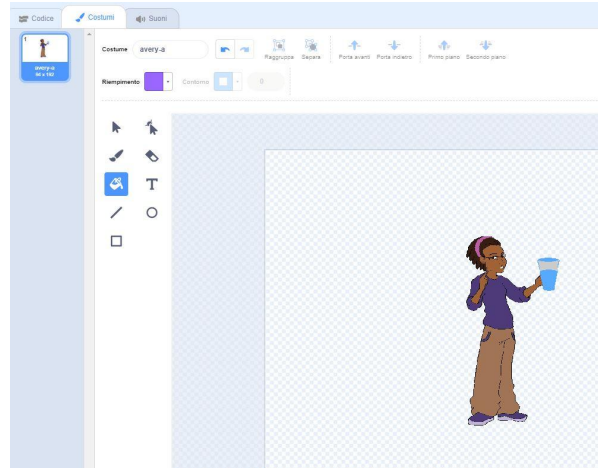 Codice Costumi Suoni
1
avery-a
94 x 192
Costume avery-a
Raggruppa Separa Porta avanti Porta indietro Primo piano Secondo piano
Riempimento Contorno 0
T